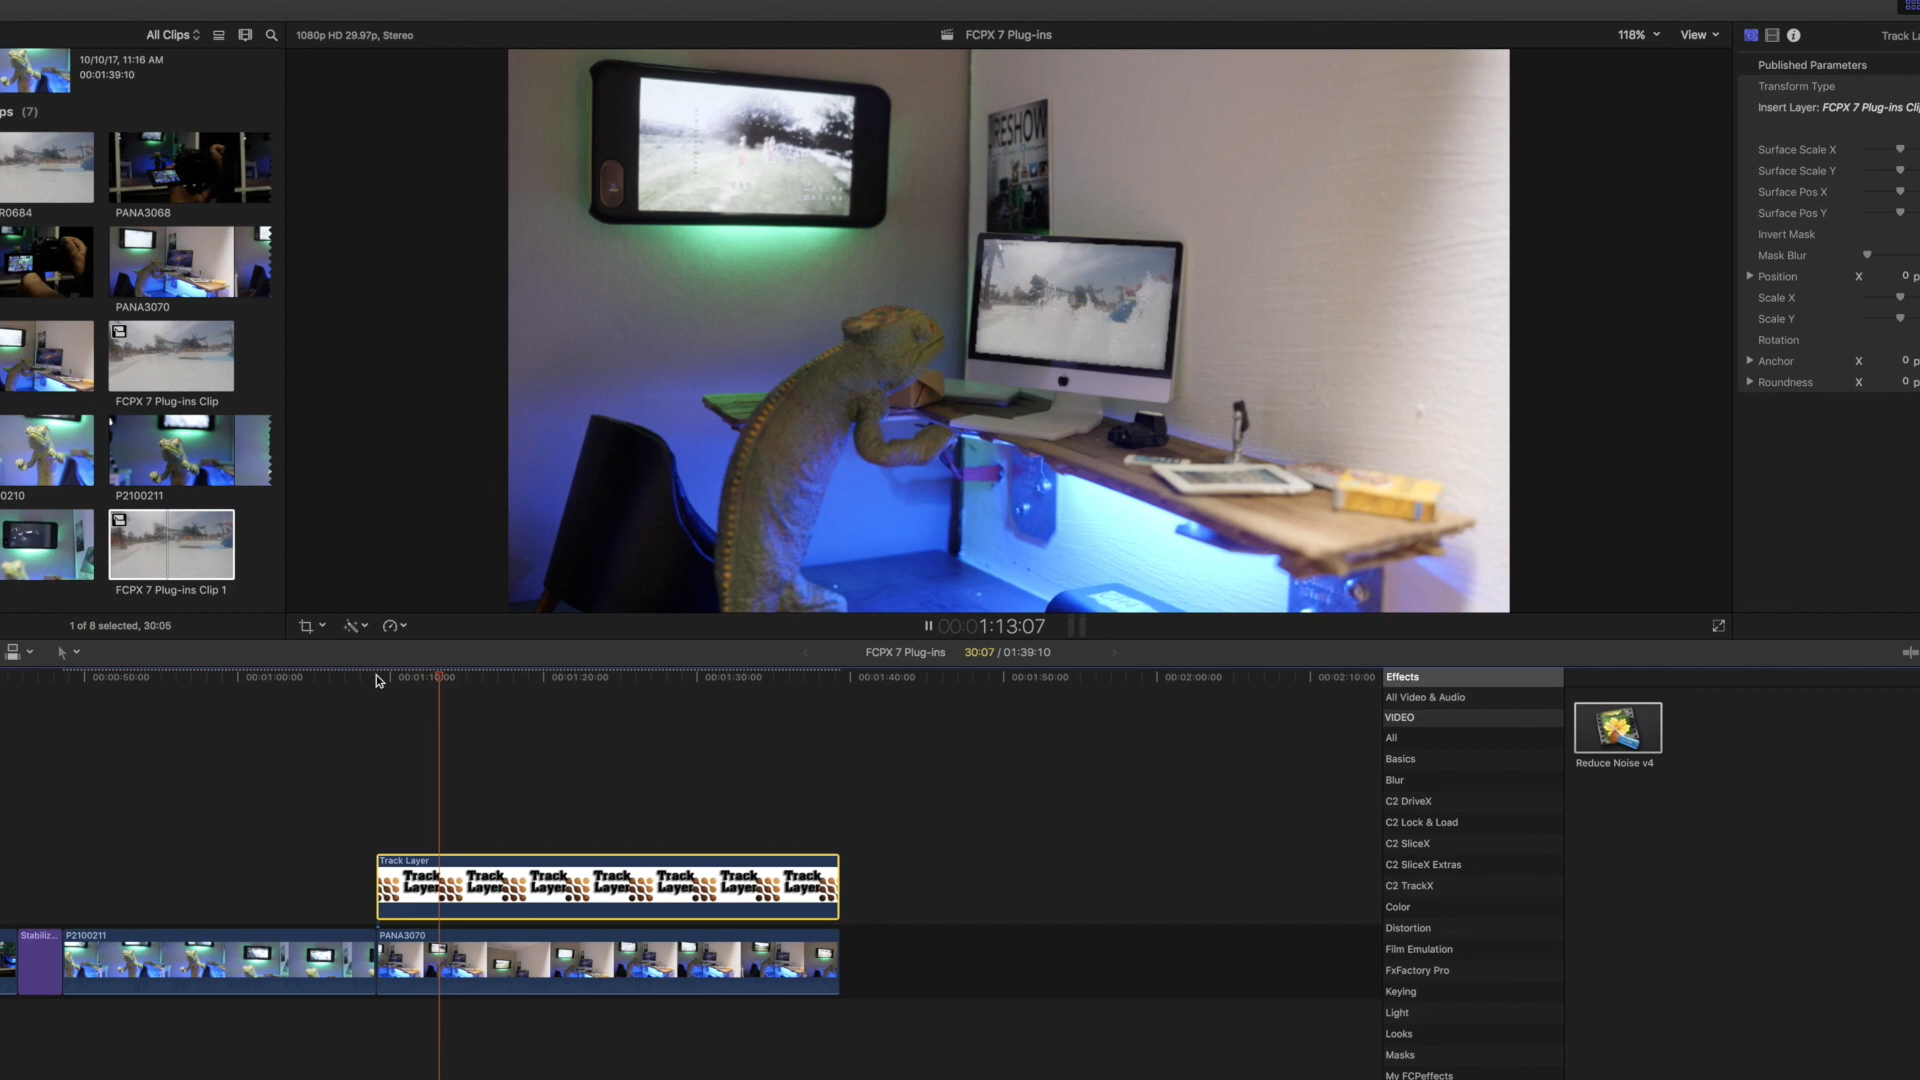 All Clips
1080p HD 29.97p, Stereo
FCPX 7 Plug-ins
118%
View
10/10/17, 11:16 AM
00:01:39:10
Published Parameters
Transform Type
Insert Layer: FCPX 7 Plug-ins
ps (7)
Surface Scale X
Surface Scale Y
Surface Pos X
Surface Pos Y
Invert Mask
Mask Blur
Position X 0
Scale X
Scale Y
Rotation
Anchor X 0
Roundness X 0
R0684
PANA3068
PANA3070
FCPX 7 Plug-ins Clip
0210
P2100211
FCPX 7 Plug-ins Clip 1
RESHOW
1 of 8 selected, 30:05
00:01:13:07
FCPX 7 Plug-ins
30:07 / 01:39:10
00:00:50:00
00:01:00:00
00:01:10:00
00:01:20:00
00:01:30:00
00:01:40:00
00:01:50:00
00:02:00:00
00:02:10:00
Track Layer
Track Layer
Track Layer
Track Layer
Track Layer
Track Layer
Track Layer
Track Layer
Stabiliz...
P2100211
PANA3070
Effects
All Video & Audio
VIDEO
All
Basics
Blur
C2 DriveX
C2 Lock & Load
C2 SliceX
C2 SliceX Extras
C2 TrackX
Color
Distortion
Film Emulation
FxFactory Pro
Keying
Light
Looks
Masks
My FCPeffects
Reduce Noise v4